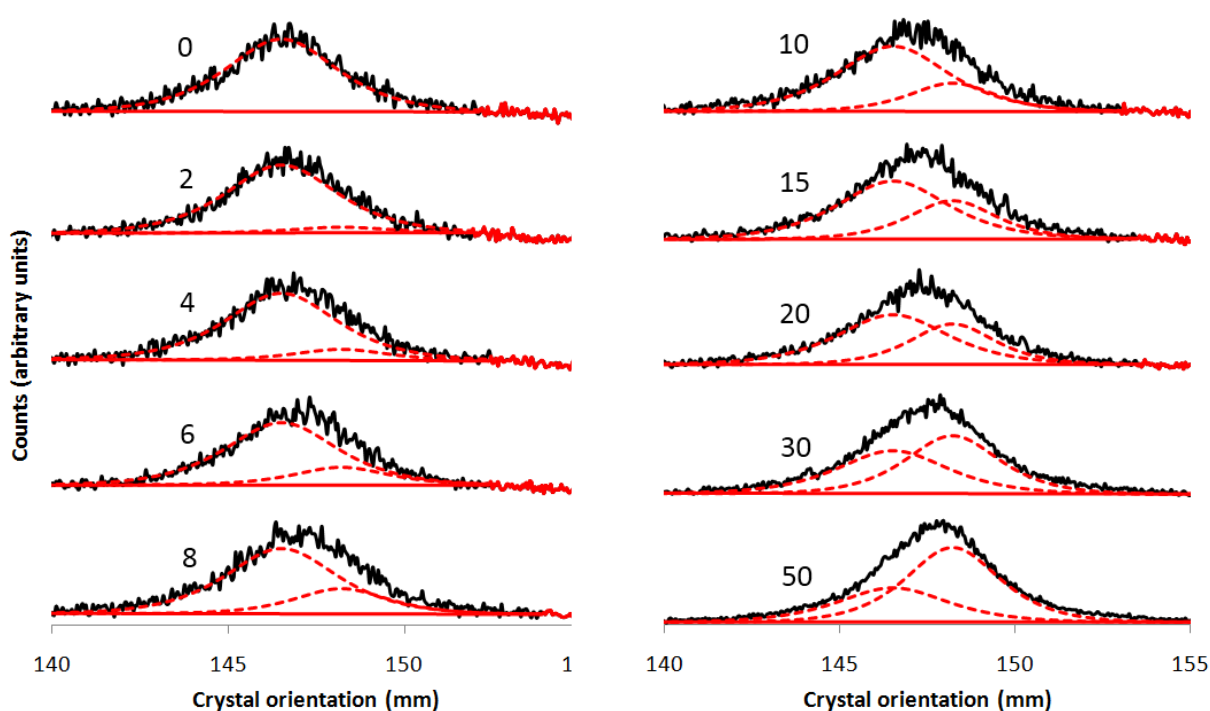 0
2
4
6
8
10
15
20
30
50
Counts (arbitrary units)
140 145 150 1
Crystal orientation (mm)
140 145 150 155
Crystal orientation (mm)